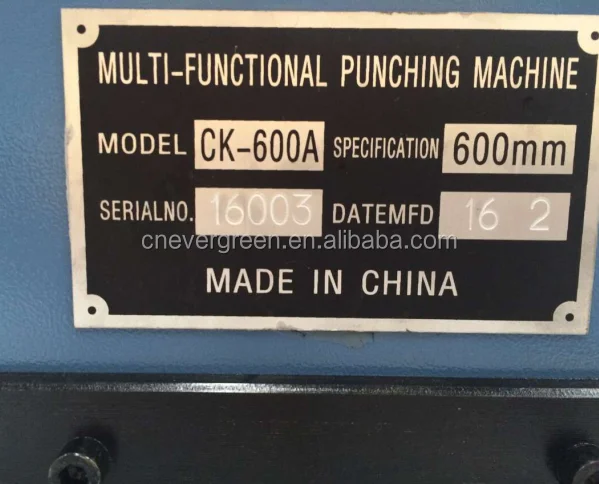 MULTI-FUNCTIONAL PUNCHING MACHINE
MODEL CK-600A SPECIFICATION 600mm
SERIALNO. 16003 DATEMFD 16 2
cnevergreen.en.alibaba.com
MADE IN CHINA